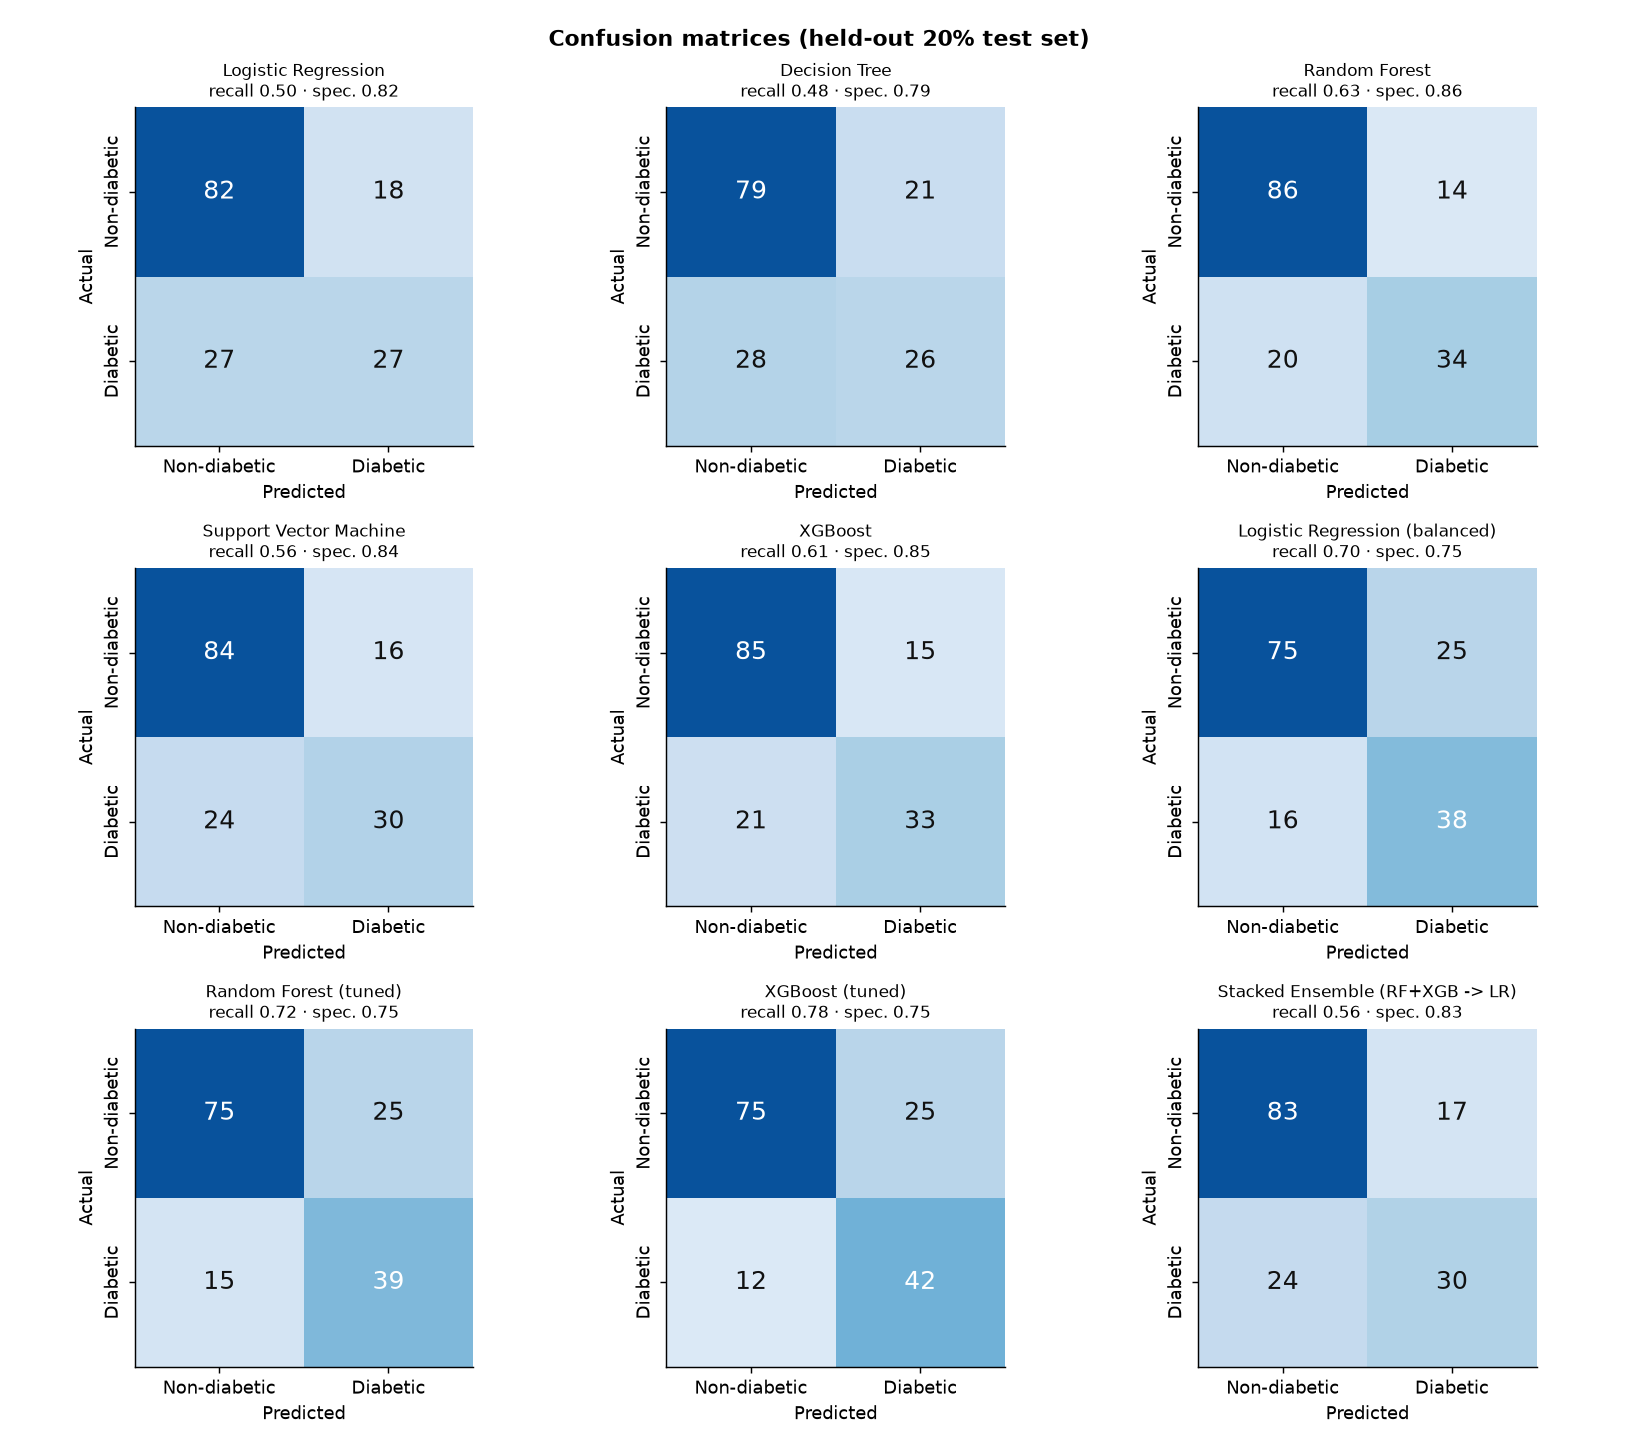 Confusion matrices (held-out 20% test set)
Logistic Regression
recall 0.50 · spec. 0.82
Actual
Non-diabetic
Diabetic
82 18
27 27
Non-diabetic Diabetic
Predicted
Decision Tree
recall 0.48 · spec. 0.79
Actual
Non-diabetic
Diabetic
79 21
28 26
Non-diabetic Diabetic
Predicted
Random Forest
recall 0.63 · spec. 0.86
Actual
Non-diabetic
Diabetic
86 14
20 34
Non-diabetic Diabetic
Predicted
Support Vector Machine
recall 0.56 · spec. 0.84
Actual
Non-diabetic
Diabetic
84 16
24 30
Non-diabetic Diabetic
Predicted
XGBoost
recall 0.61 · spec. 0.85
Actual
Non-diabetic
Diabetic
85 15
21 33
Non-diabetic Diabetic
Predicted
Logistic Regression (balanced)
recall 0.70 · spec. 0.75
Actual
Non-diabetic
Diabetic
75 25
16 38
Non-diabetic Diabetic
Predicted
Random Forest (tuned)
recall 0.72 · spec. 0.75
Actual
Non-diabetic
Diabetic
75 25
15 39
Non-diabetic Diabetic
Predicted
XGBoost (tuned)
recall 0.78 · spec. 0.75
Actual
Non-diabetic
Diabetic
75 25
12 42
Non-diabetic Diabetic
Predicted
Stacked Ensemble (RF+XGB -> LR)
recall 0.56 · spec. 0.83
Actual
Non-diabetic
Diabetic
83 17
24 30
Non-diabetic Diabetic
Predicted